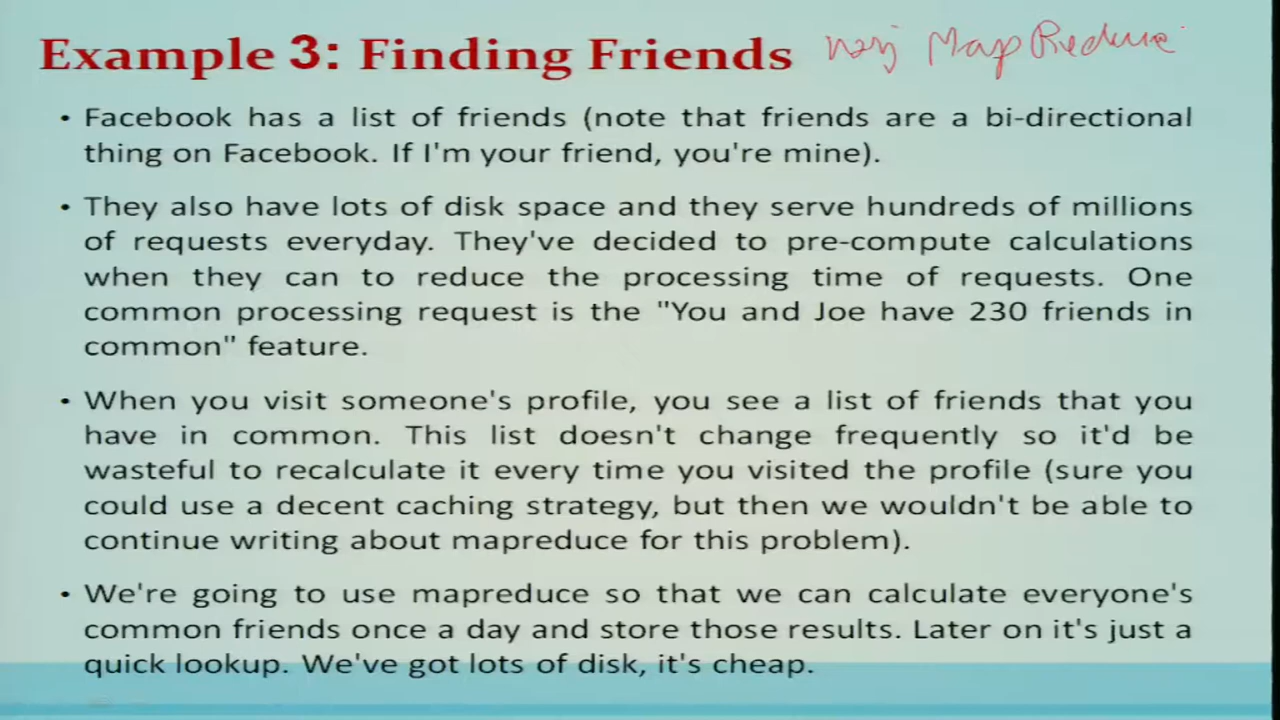 Example 3: Finding Friends Map Reduce
• Facebook has a list of friends (note that friends are a bi-directional
thing on Facebook. If I'm your friend, you're mine).
• They also have lots of disk space and they serve hundreds of millions
of requests everyday. They've decided to pre-compute calculations
when they can to reduce the processing time of requests. One
common processing request is the "You and Joe have 230 friends in
common" feature.
• When you visit someone's profile, you see a list of friends that you
have in common. This list doesn't change frequently so it'd be
wasteful to recalculate it every time you visited the profile (sure you
could use a decent caching strategy, but then we wouldn't be able to
continue writing about mapreduce for this problem).
• We're going to use mapreduce so that we can calculate everyone's
common friends once a day and store those results. Later on it's just a
quick lookup. We've got lots of disk, it's cheap.